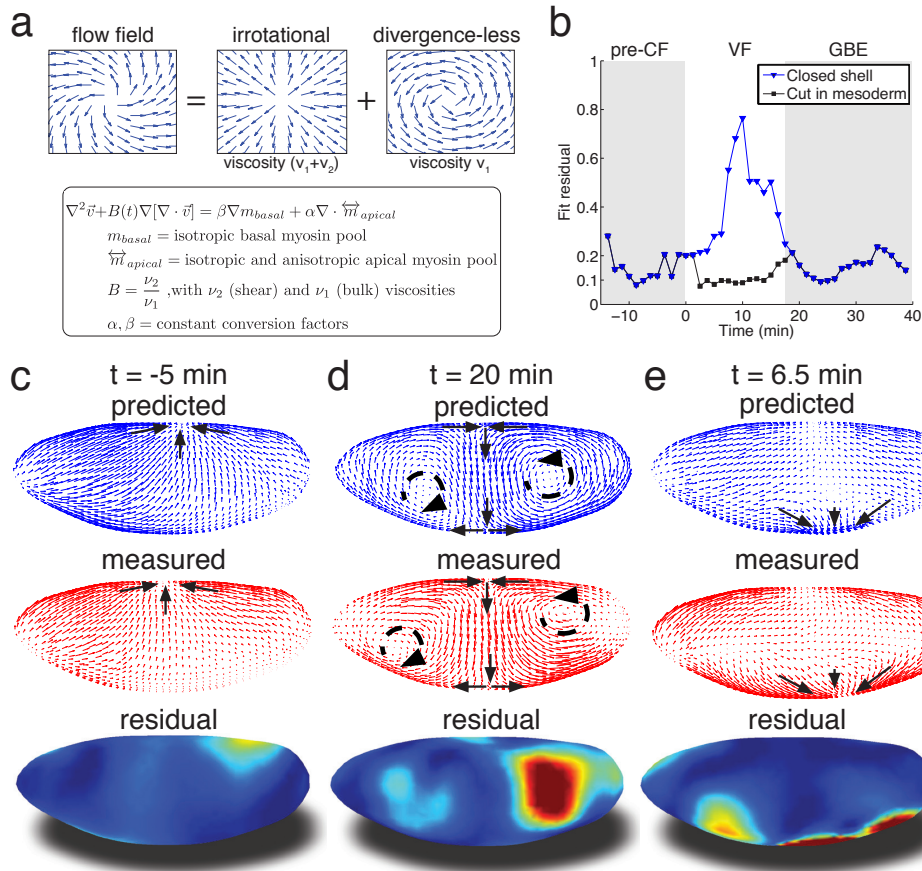 a
flow field
irrotational
divergence-less
=
+
viscosity (ν₁+ν₂)
viscosity ν₁
∇²v⃗+B(t)∇[∇ · v⃗] = β∇m_basal + α∇ · m⃡_apical
m_basal = isotropic basal myosin pool
m⃡_apical = isotropic and anisotropic apical myosin pool
B = ν₂/ν₁ ,with ν₂ (shear) and ν₁ (bulk) viscosities
α, β = constant conversion factors
b
pre-CF
VF
GBE
Closed shell
Cut in mesoderm
Fit residual
1
0.8
0.6
0.4
0.2
0.1
0
−10
0
10
20
30
40
Time (min)
c
t = -5 min
predicted
measured
residual
d
t = 20 min
predicted
measured
residual
e
t = 6.5 min
predicted
measured
residual